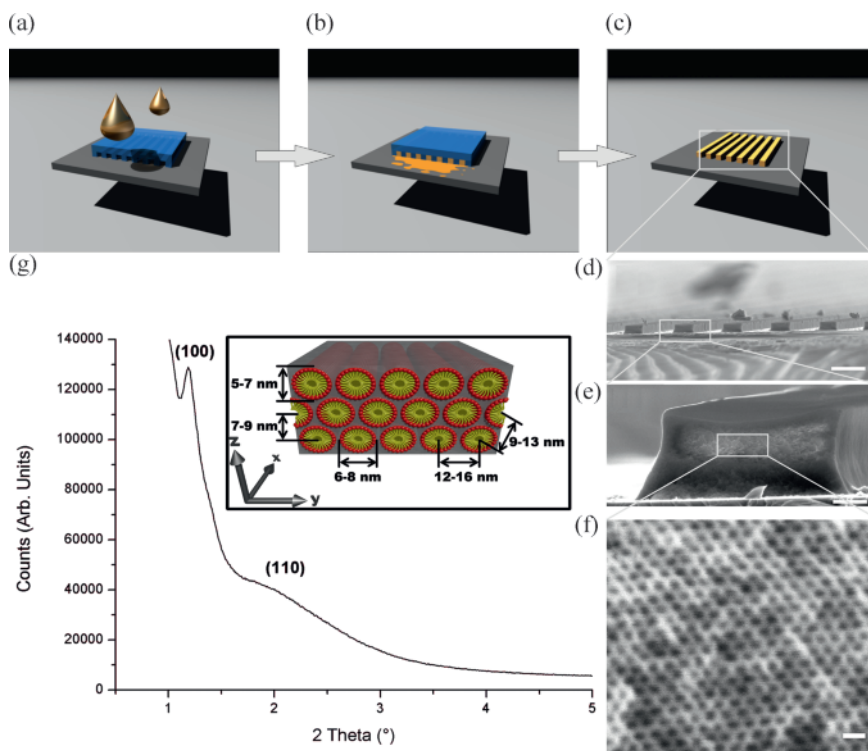 (a)
(b)
(c)
(d)
(e)
(f)
(g)
140000
120000
100000
80000
60000
40000
20000
0
Counts (Arb. Units)
(100)
(110)
5-7 nm
7-9 nm
6-8 nm
12-16 nm
9-13 nm
z
x
y
1
2
3
4
5
2 Theta (°)